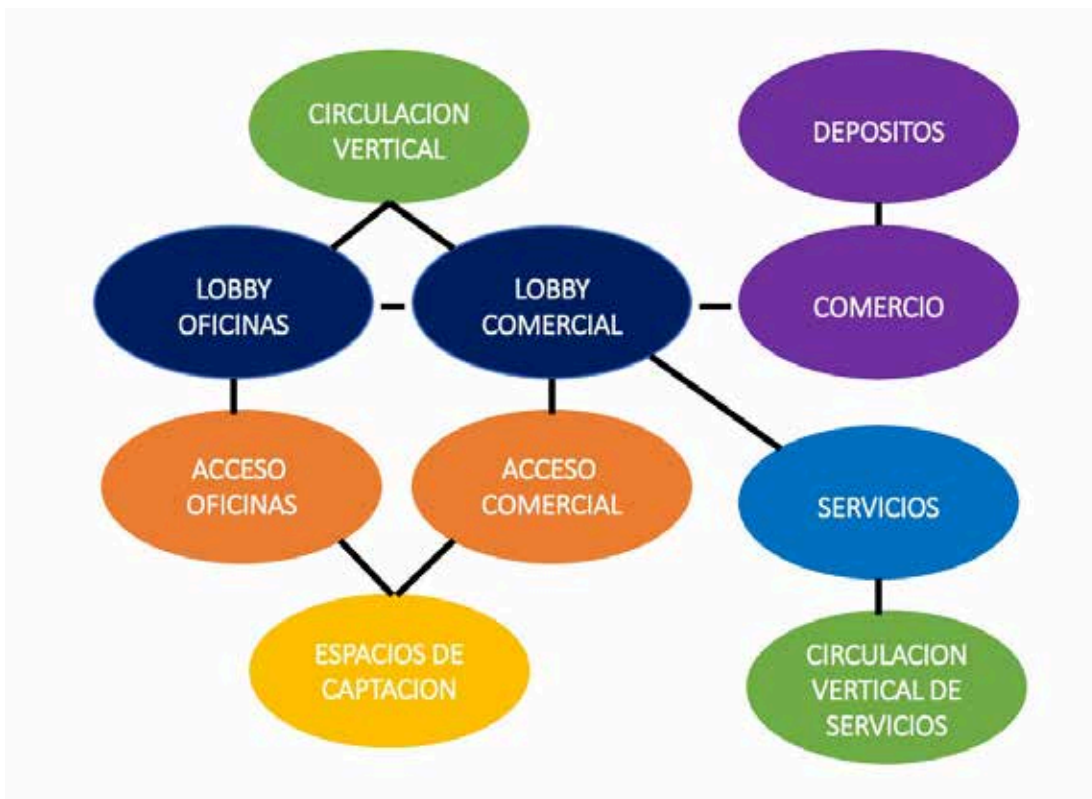 CIRCULACION
VERTICAL
DEPOSITOS
LOBBY
OFICINAS
LOBBY
COMERCIAL
COMERCIO
ACCESO
OFICINAS
ACCESO
COMERCIAL
SERVICIOS
ESPACIOS DE
CAPTACION
CIRCULACION
VERTICAL DE
SERVICIOS